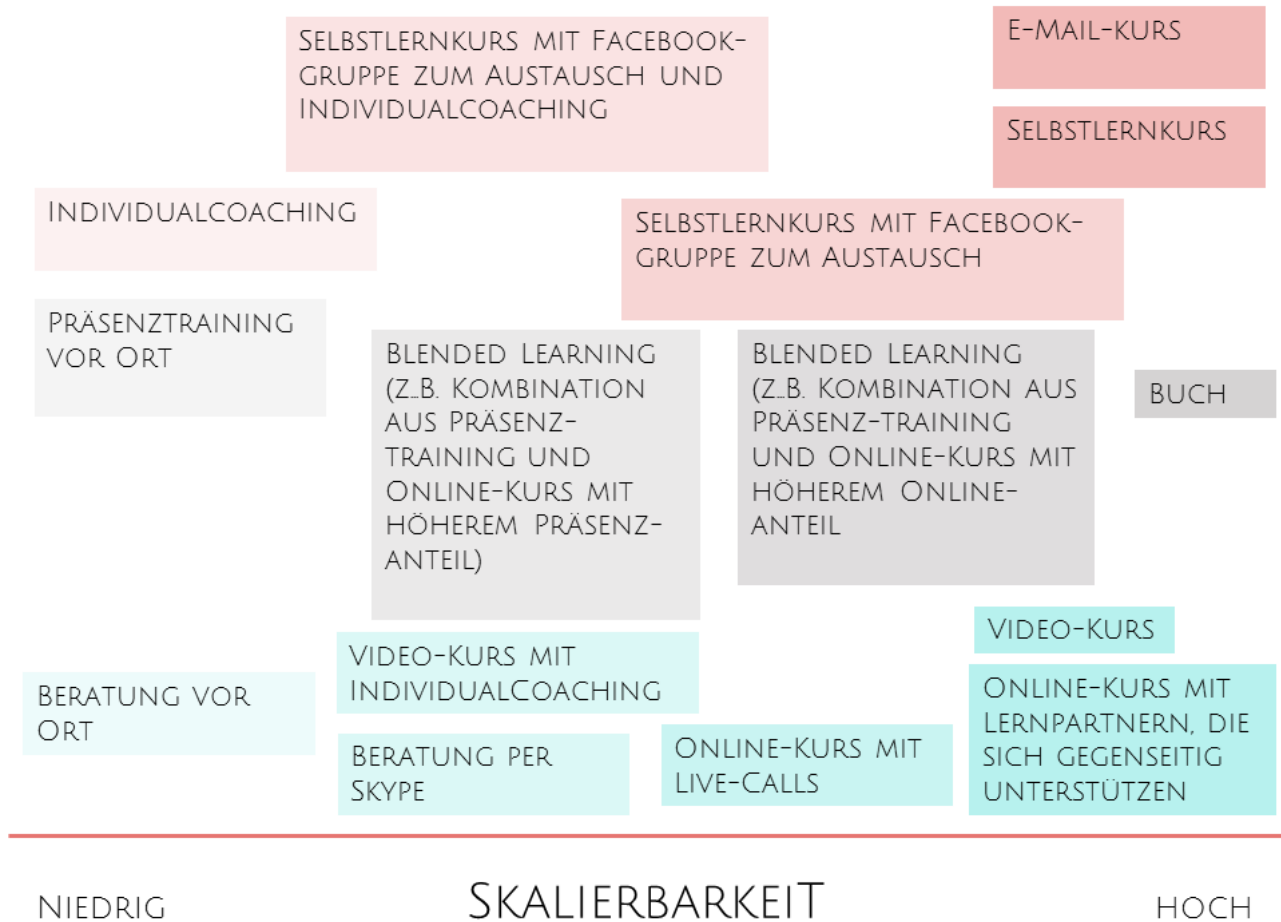 Selbstlernkurs mit Facebook-
gruppe zum Austausch und
Individualcoaching
E-Mail-kurs
Selbstlernkurs
Individualcoaching
Selbstlernkurs mit Facebook-
gruppe zum Austausch
Präsenztraining
vor Ort
Blended Learning
(z.B. Kombination
aus Präsenz-
training und
Online-Kurs mit
höherem Präsenz-
anteil)
Blended Learning
(z.B. Kombination aus
Präsenz-training
und Online-Kurs mit
höherem Online-
anteil
Buch
Video-Kurs mit
IndividualCoaching
Video-Kurs
Beratung vor
Ort
Beratung per
Skype
Online-Kurs mit
Live-Calls
Online-Kurs mit
Lernpartnern, die
sich gegenseitig
unterstützen
niedrig
SkalierbarkeiT
hoch